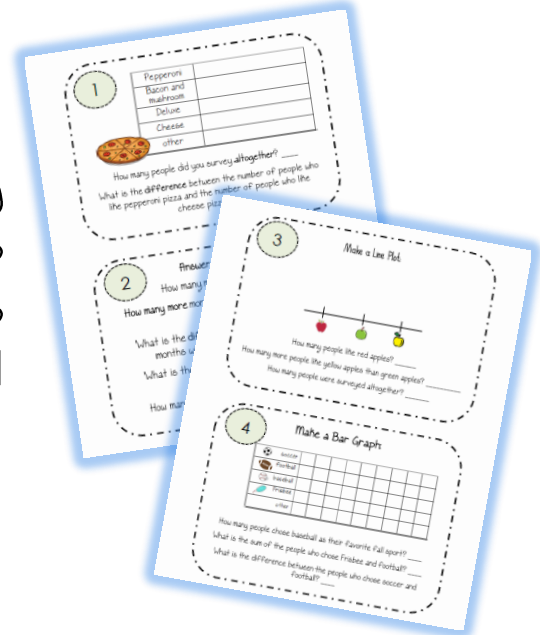 1
Pepperoni
Bacon and
mushroom
Deluxe
Cheese
other
How many people did you survey altogether? ____
What is the difference between the number of people who
like pepperoni pizza and the number of people who like
cheese
2
Answer
How many
How many more
What is the
months
What is the
How
3
Make a Line Plot
How many people like red apples? ____
How many more people like yellow apples than green apples? ____
How many people were surveyed altogether? ____
4
Make a Bar Graph
soccer
Football
baseball
Frisbee
other
How many people chose baseball as their favorite fall sport? ____
What is the sum of the people who chose Frisbee and football? ____
What is the difference between the people who chose soccer and
football? ____